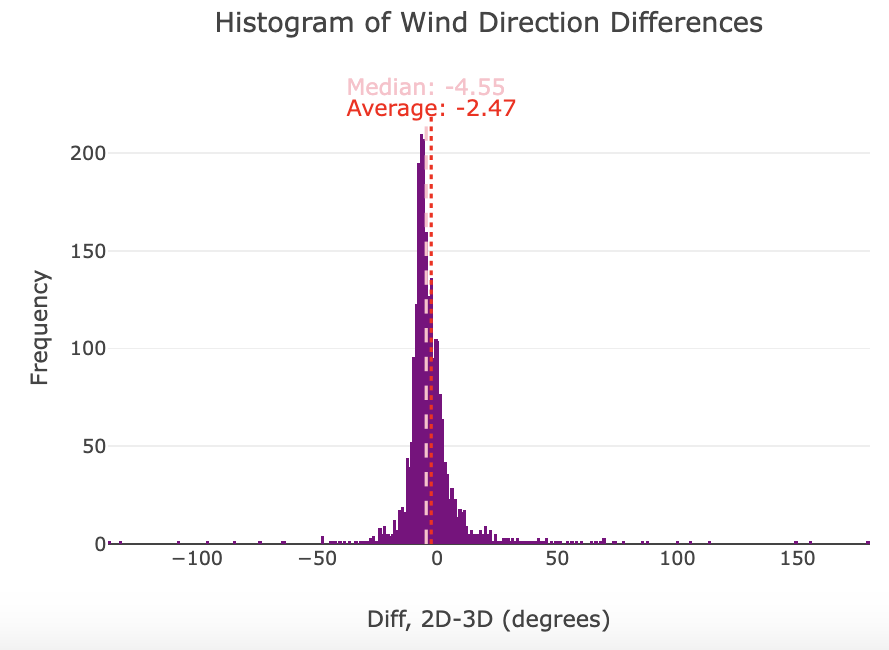 Histogram of Wind Direction Differences
Median: -4.55
Average: -2.47
200
150
100
50
0
Frequency
−100
−50
0
50
100
150
Diff, 2D-3D (degrees)